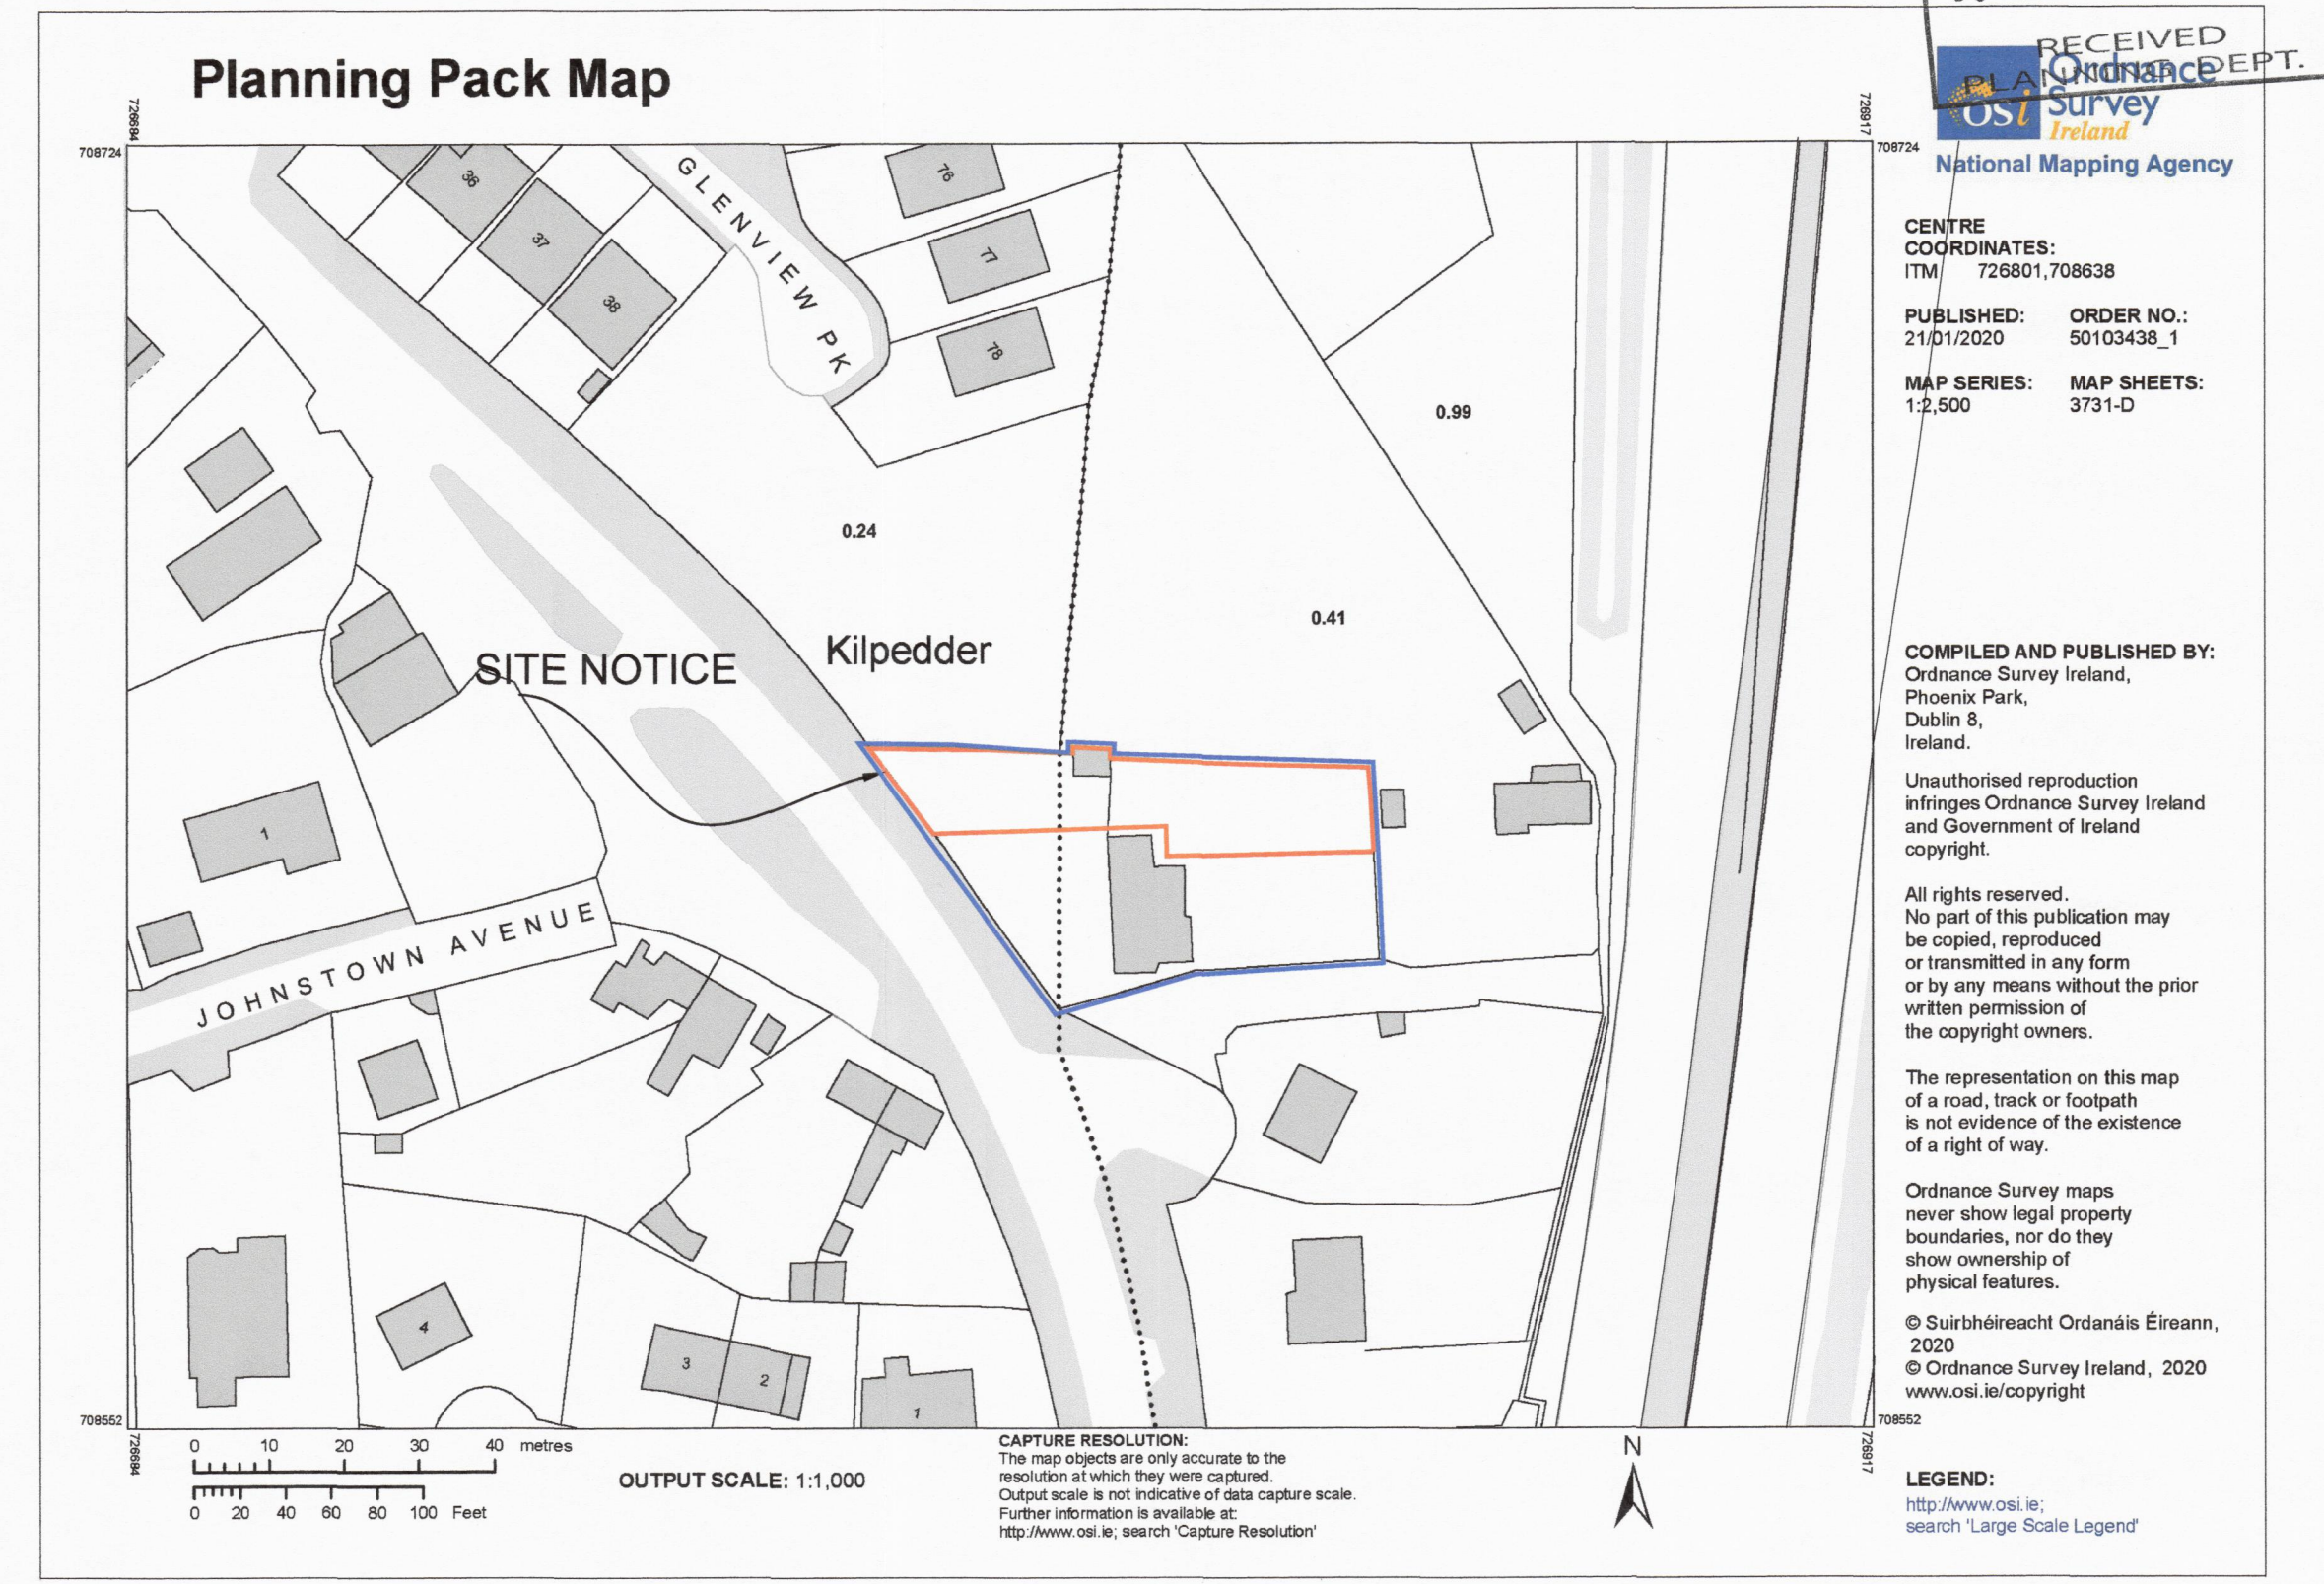 Planning Pack Map
RECEIVED
PLANNING DEPT.
osi
Ordnance
Survey
Ireland
National Mapping Agency
726684
726917
708724
708724
CENTRE
COORDINATES:
ITM 726801,708638
PUBLISHED: ORDER NO.:
21/01/2020 50103438_1
MAP SERIES: MAP SHEETS:
1:2,500 3731-D
GLENVIEW PK
36
37
38
76
77
78
0.99
0.24
0.41
Kilpedder
SITE NOTICE
1
JOHNSTOWN AVENUE
4
3
2
1
COMPILED AND PUBLISHED BY:
Ordnance Survey Ireland,
Phoenix Park,
Dublin 8,
Ireland.
Unauthorised reproduction
infringes Ordnance Survey Ireland
and Government of Ireland
copyright.
All rights reserved.
No part of this publication may
be copied, reproduced
or transmitted in any form
or by any means without the prior
written permission of
the copyright owners.
The representation on this map
of a road, track or footpath
is not evidence of the existence
of a right of way.
Ordnance Survey maps
never show legal property
boundaries, nor do they
show ownership of
physical features.
© Suirbhéireacht Ordanáis Éireann,
2020
© Ordnance Survey Ireland, 2020
www.osi.ie/copyright
708552
708552
726684
726917
0 10 20 30 40 metres
0 20 40 60 80 100 Feet
OUTPUT SCALE: 1:1,000
CAPTURE RESOLUTION:
The map objects are only accurate to the
resolution at which they were captured.
Output scale is not indicative of data capture scale.
Further information is available at:
http://www.osi.ie; search 'Capture Resolution'
N
LEGEND:
http://www.osi.ie;
search 'Large Scale Legend'